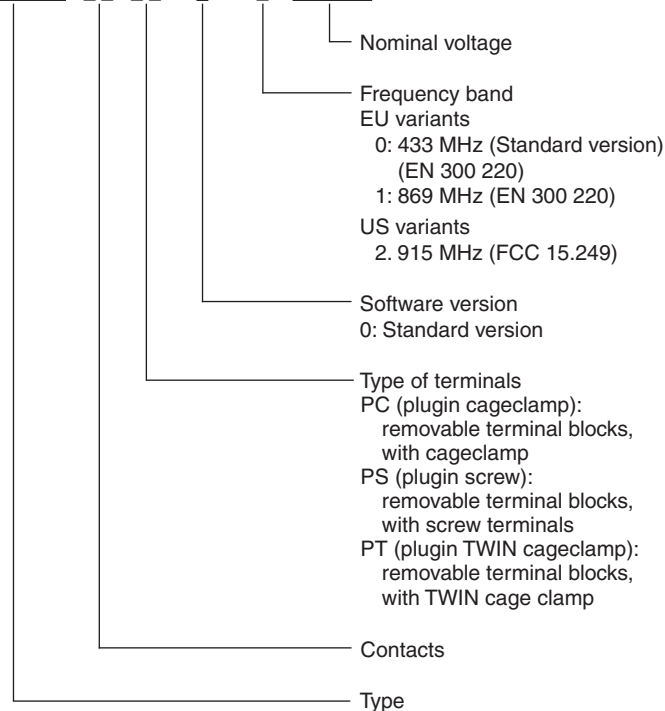 Nominal voltage
Frequency band
EU variants
0: 433 MHz (Standard version)
(EN 300 220)
1: 869 MHz (EN 300 220)
US variants
2. 915 MHz (FCC 15.249)
Software version
0: Standard version
Type of terminals
PC (plugin cageclamp):
removable terminal blocks,
with cageclamp
PS (plugin screw):
removable terminal blocks,
with screw terminals
PT (plugin TWIN cageclamp):
removable terminal blocks,
with TWIN cage clamp
Contacts
Type